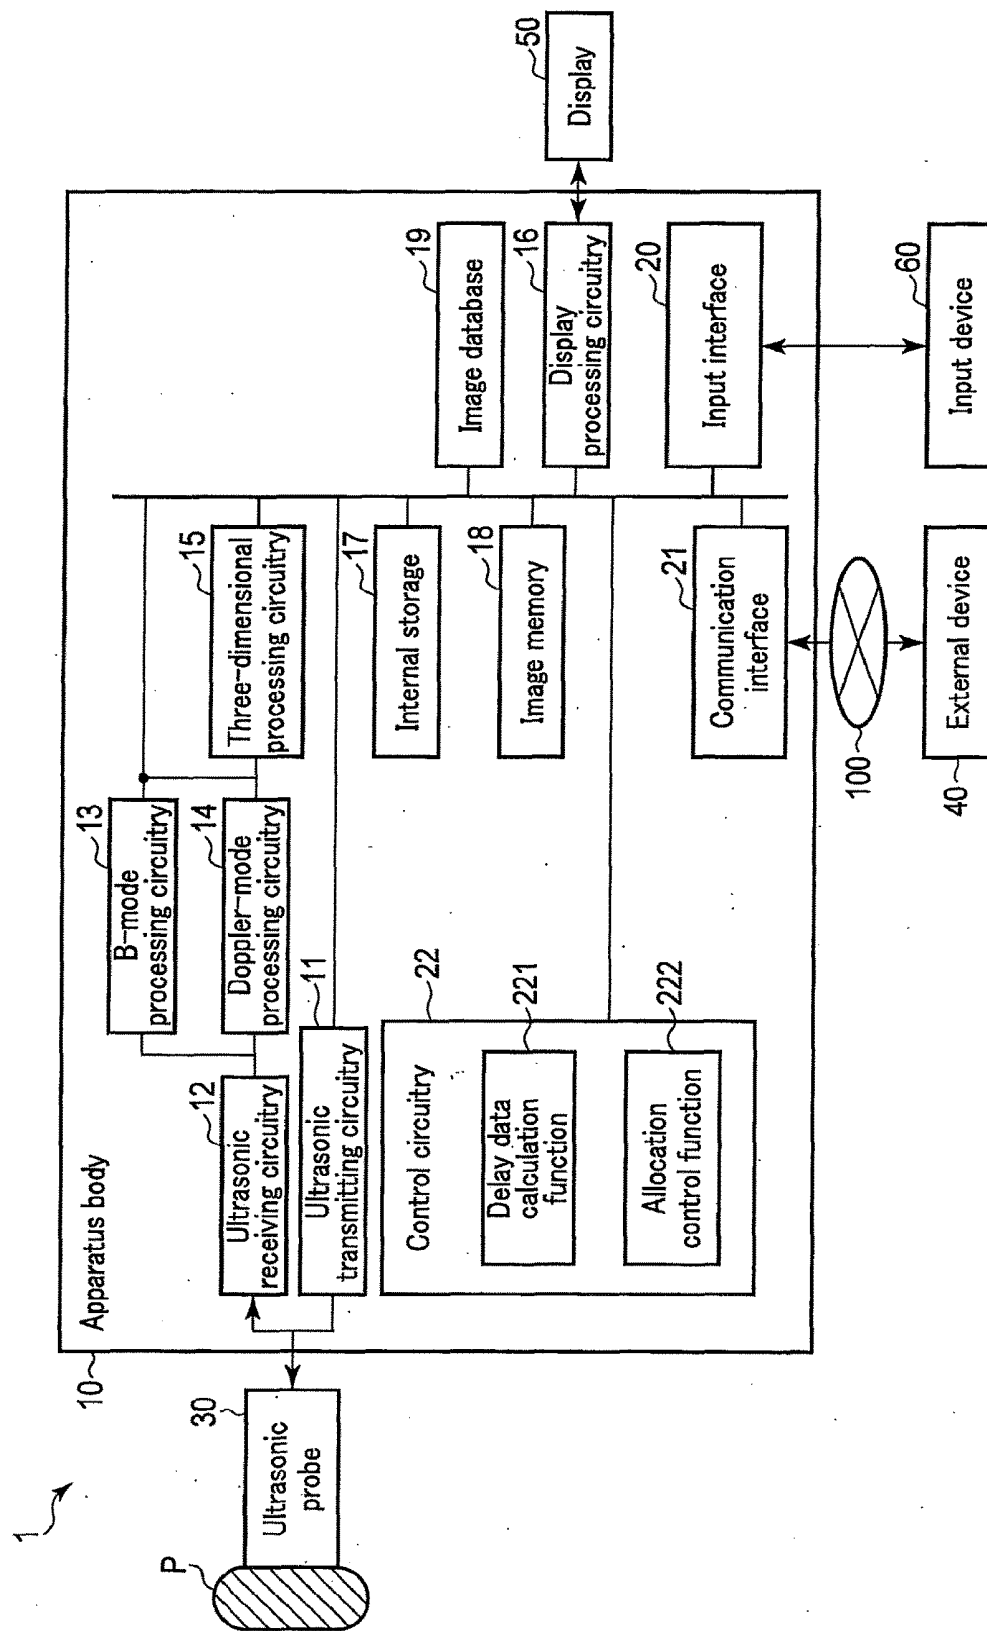 1
P
30
Ultrasonic
probe
10
Apparatus body
12
Ultrasonic
receiving circuitry
11
Ultrasonic
transmitting circuitry
13
B-mode
processing circuitry
14
Doppler-mode
processing circuitry
15
Three-dimensional
processing circuitry
22
Control circuitry
221
Delay data
calculation
function
222
Allocation
control function
17
Internal storage
18
Image memory
21
Communication
interface
19
Image database
16
Display
processing circuitry
20
Input interface
50
Display
100
40
External device
60
Input device